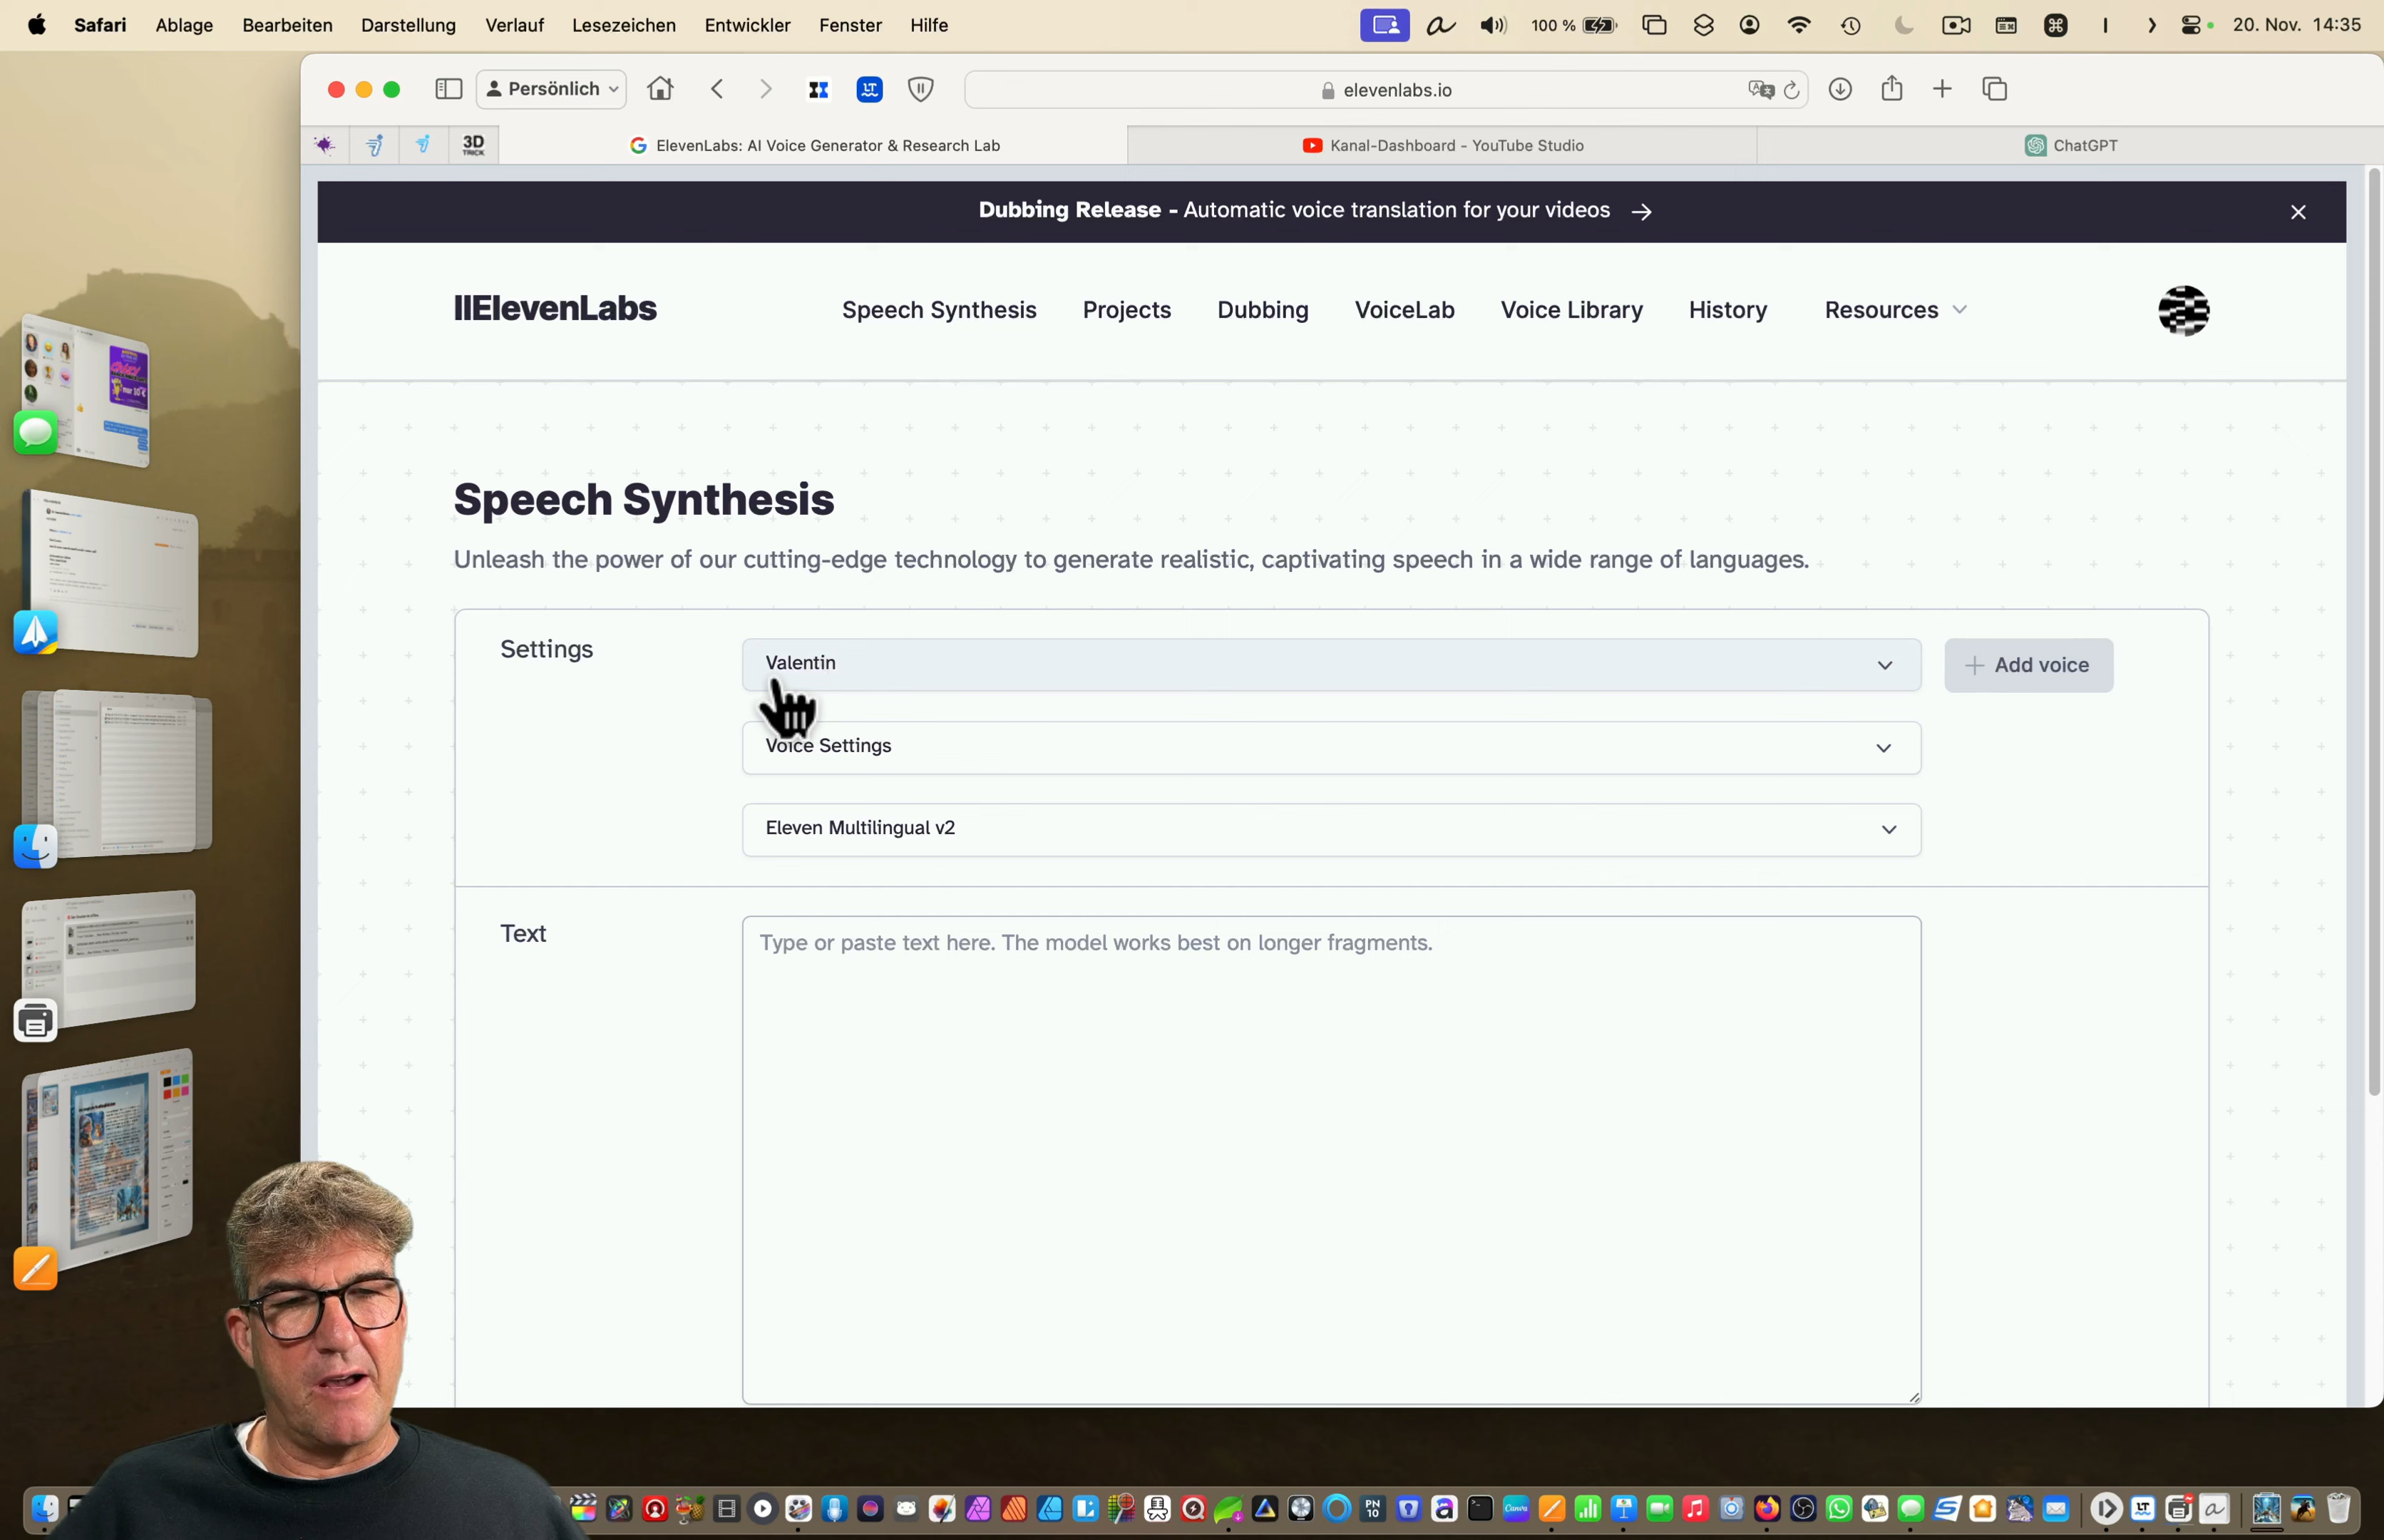 Safari Ablage Bearbeiten Darstellung Verlauf Lesezeichen Entwickler Fenster Hilfe 100 % 20. Nov. 14:35
Persönlich elevenlabs.io
3D TRICK ElevenLabs: AI Voice Generator & Research Lab Kanal-Dashboard - YouTube Studio ChatGPT
Dubbing Release - Automatic voice translation for your videos →
IIElevenLabs Speech Synthesis Projects Dubbing VoiceLab Voice Library History Resources
Speech Synthesis
Unleash the power of our cutting-edge technology to generate realistic, captivating speech in a wide range of languages.
Settings Valentin + Add voice
Voice Settings
Eleven Multilingual v2
Text Type or paste text here. The model works best on longer fragments.